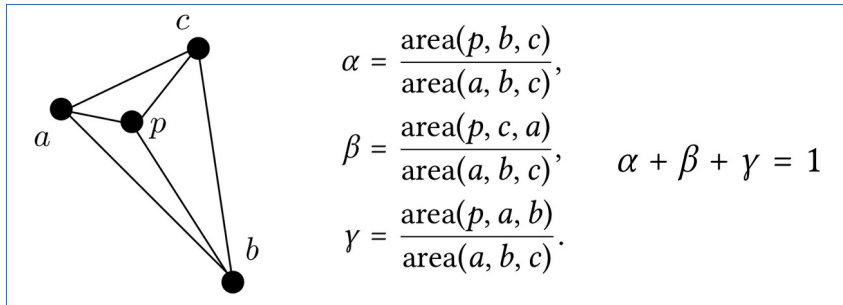 c
a
p
b
α = area(p, b, c) / area(a, b, c),
β = area(p, c, a) / area(a, b, c),
γ = area(p, a, b) / area(a, b, c).
α + β + γ = 1